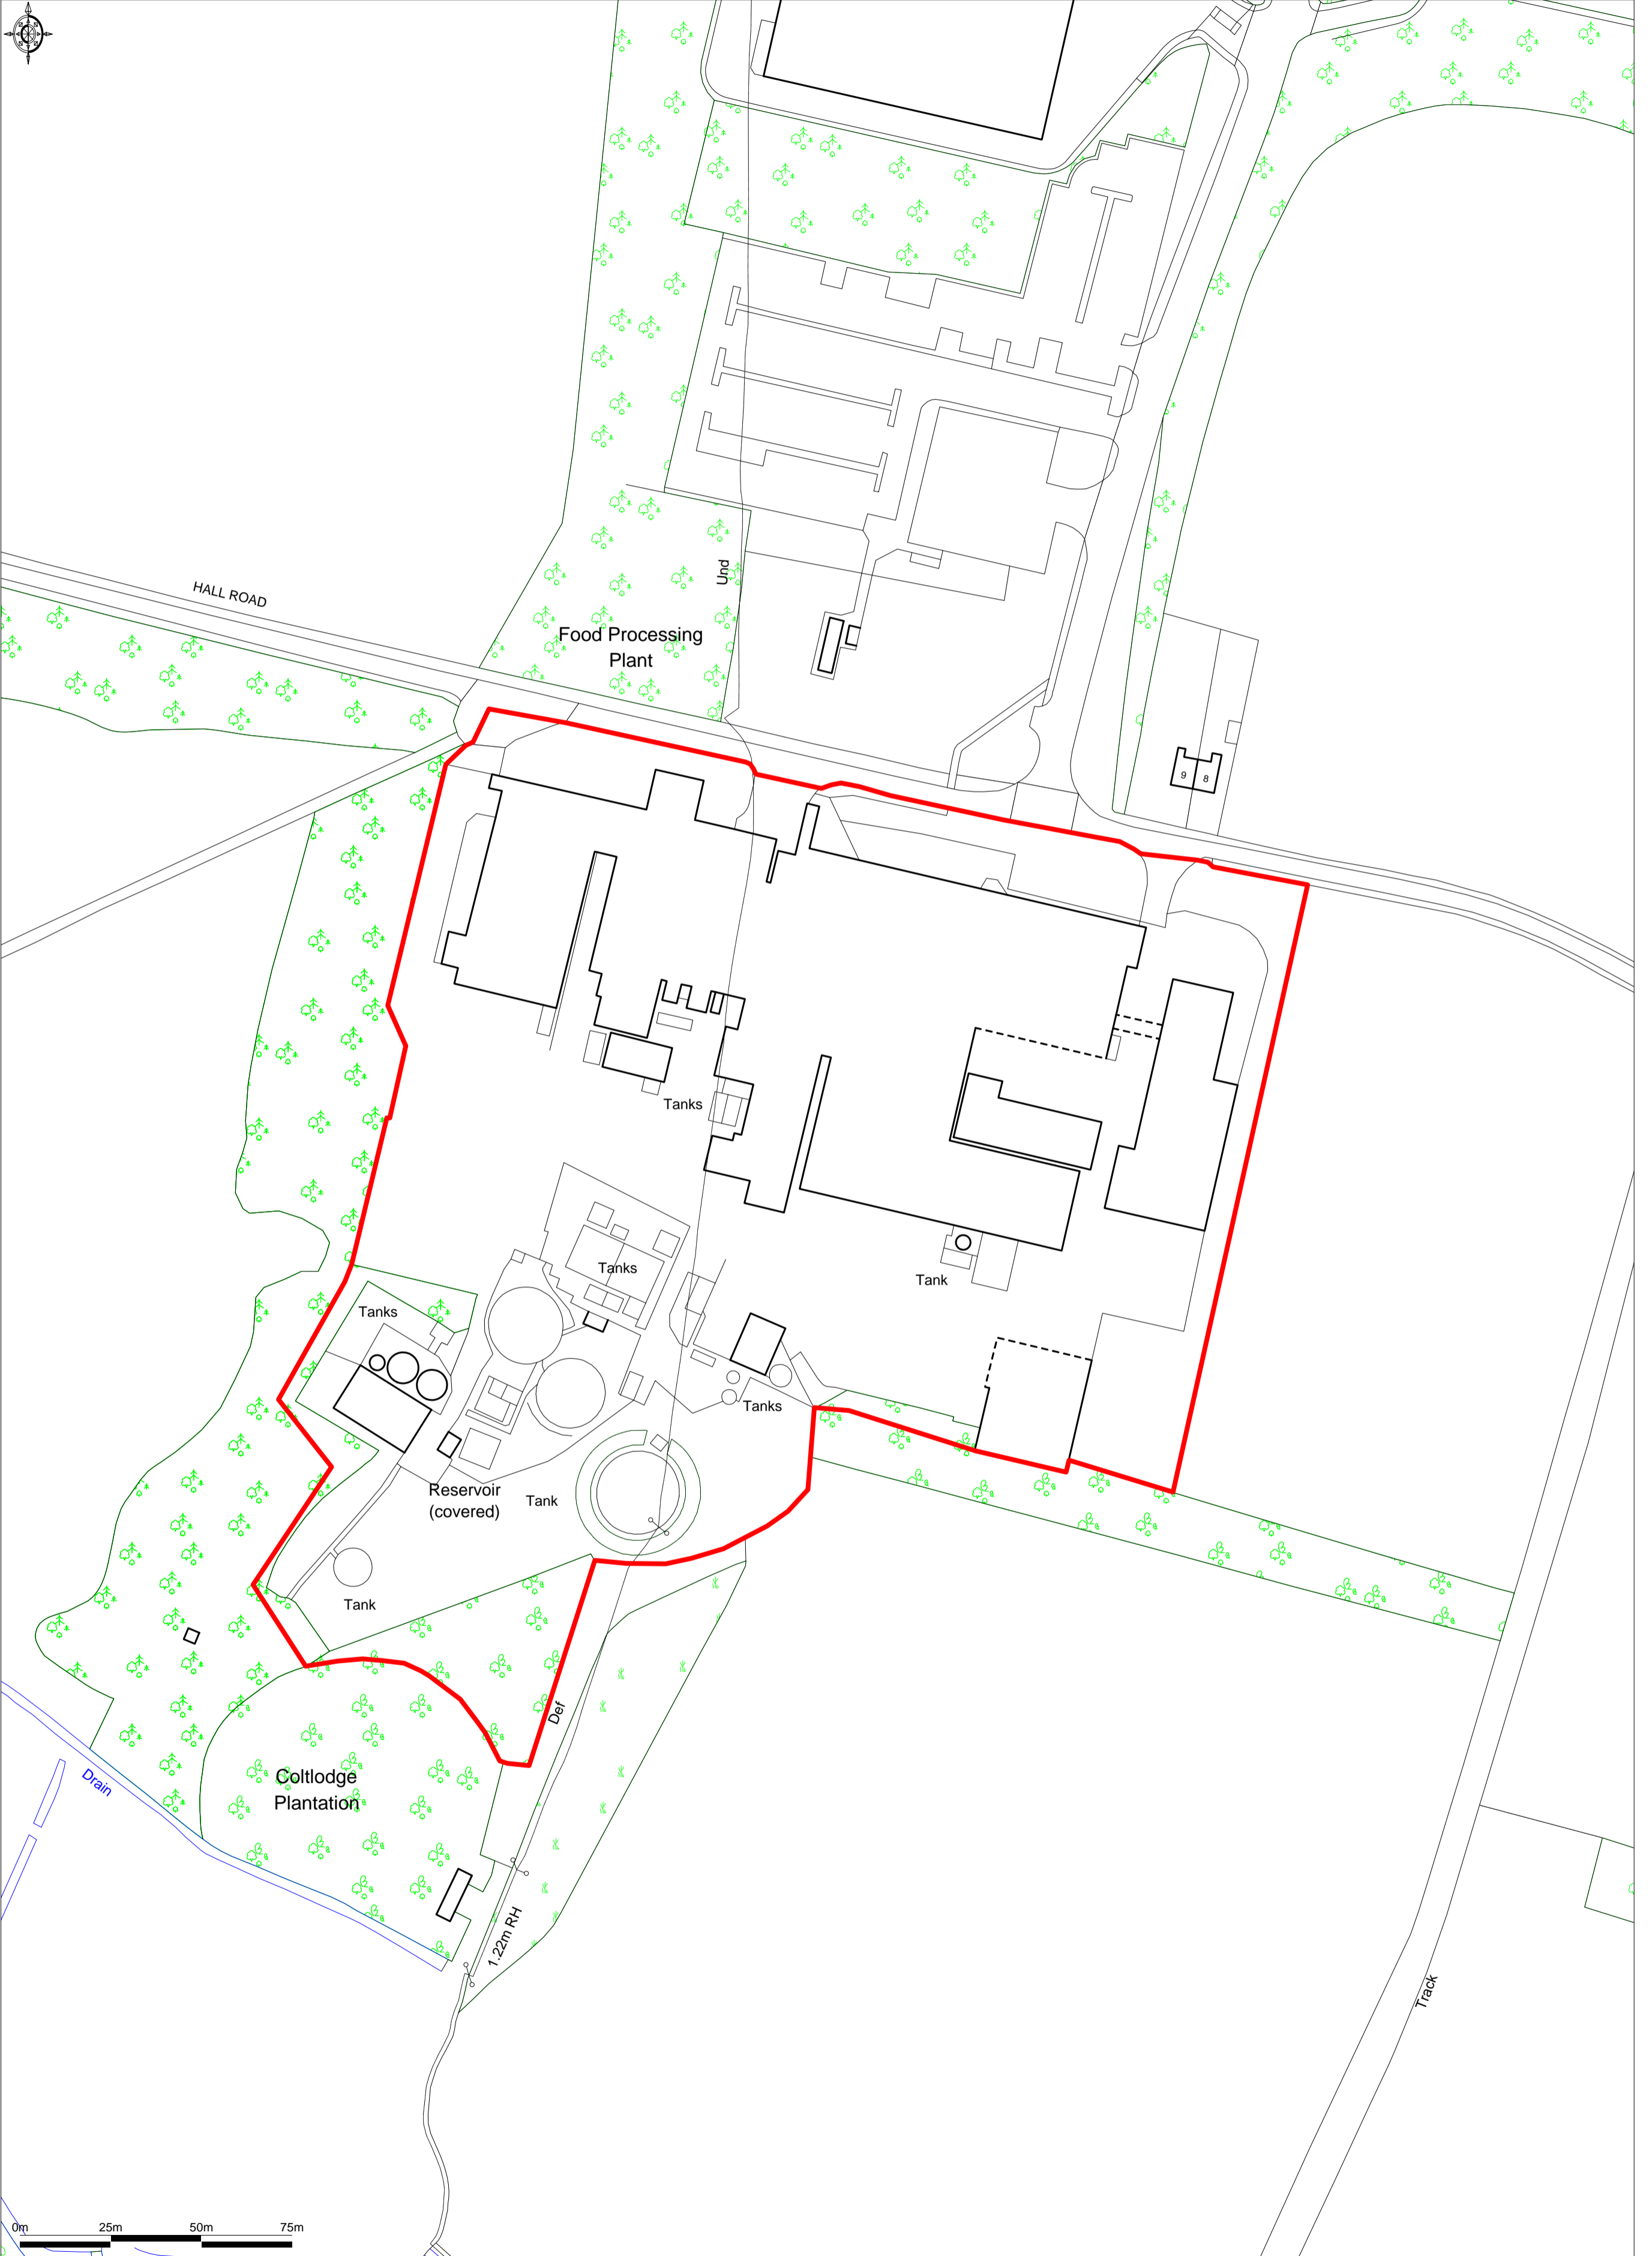 HALL ROAD
Und
Food Processing
Plant
9
8
Tanks
Tanks
Tank
Tanks
Tanks
Reservoir
(covered)
Tank
Tank
Def
Coltlodge
Plantation
Drain
1.22m RH
Track
0m 25m 50m 75m